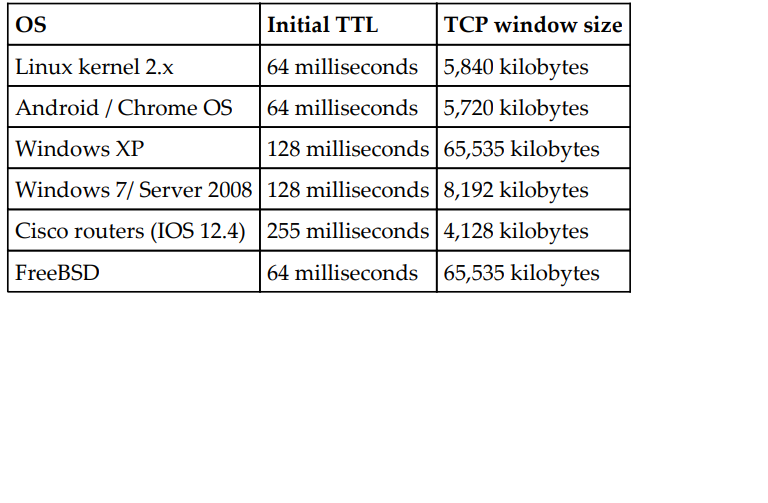 OS Initial TTL TCP window size
Linux kernel 2.x 64 milliseconds 5,840 kilobytes
Android / Chrome OS 64 milliseconds 5,720 kilobytes
Windows XP 128 milliseconds 65,535 kilobytes
Windows 7/ Server 2008 128 milliseconds 8,192 kilobytes
Cisco routers (IOS 12.4) 255 milliseconds 4,128 kilobytes
FreeBSD 64 milliseconds 65,535 kilobytes